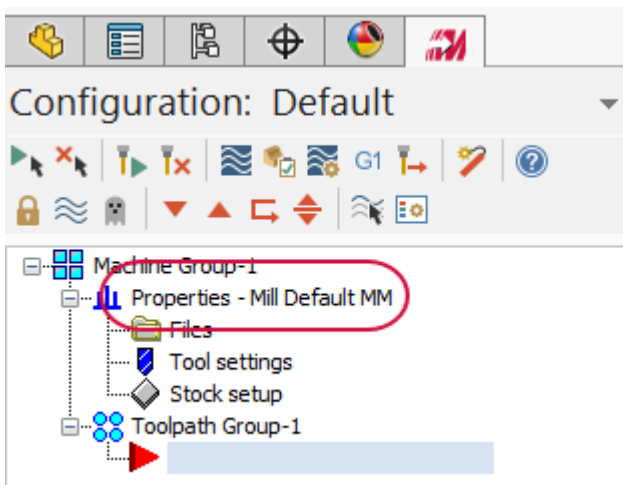 Configuration: Default
G1
Machine Group-1
Properties - Mill Default MM
Files
Tool settings
Stock setup
Toolpath Group-1